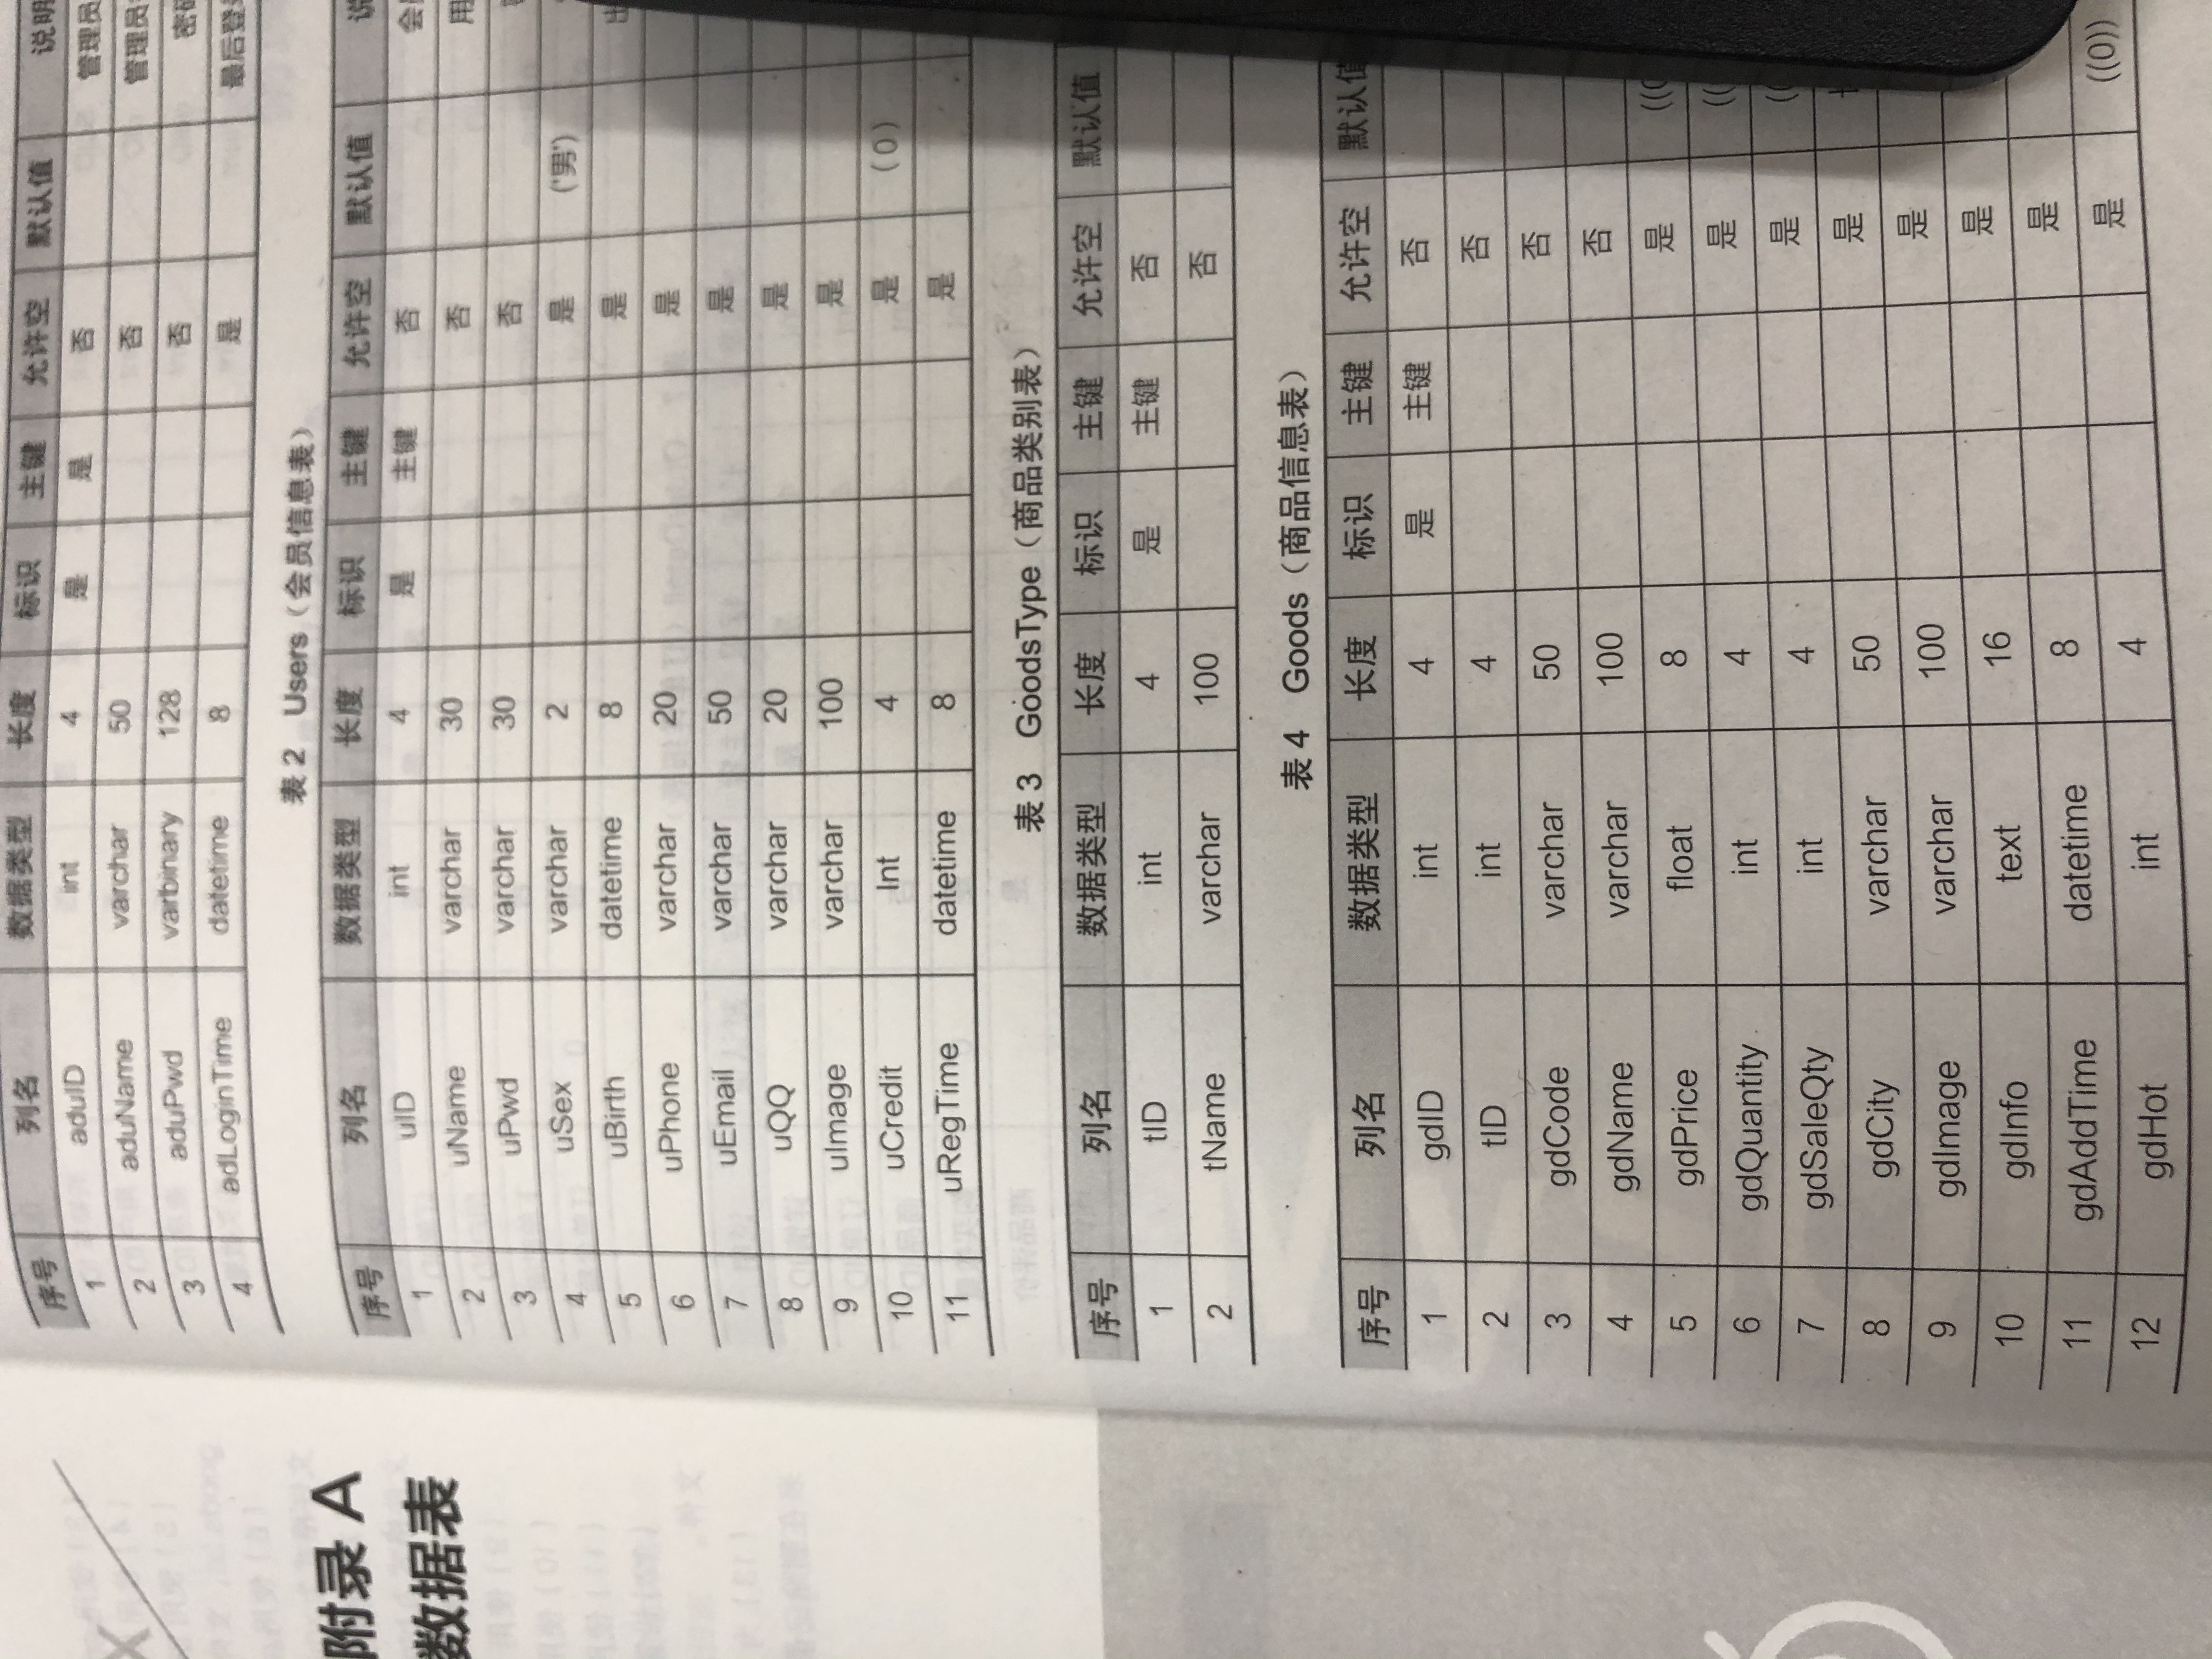 附录 A
数据表
序号 列名 数据类型 长度 标识 主键 允许空 默认值 说明
1 aduID int 4 是 是 否 管理员
2 aduName varchar 50 否 管理员
3 aduPwd varbinary 128 否 密码
4 adLoginTime datetime 8 是 最后登录
表 2 Users（会员信息表）
序号 列名 数据类型 长度 标识 主键 允许空 默认值 说
1 uID int 4 是 主键 否 会
2 uName varchar 30 否 用
3 uPwd varchar 30 否
4 uSex varchar 2 是 ('男')
5 uBirth datetime 8 是 出
6 uPhone varchar 20 是
7 uEmail varchar 50 是
8 uQQ varchar 20 是
9 uImage varchar 100 是
10 uCredit Int 4 是 （0）
11 uRegTime datetime 8 是
表 3 GoodsType（商品类别表）
序号 列名 数据类型 长度 标识 主键 允许空 默认值
1 tID int 4 是 主键 否
2 tName varchar 100 否
表 4 Goods（商品信息表）
序号 列名 数据类型 长度 标识 主键 允许空 默认值
1 gdID int 4 是 主键 否
2 tID int 4 否
3 gdCode varchar 50 否
4 gdName varchar 100 否
5 gdPrice float 8 是 ((0
6 gdQuantity int 4 是 ((
7 gdSaleQty int 4 是 ((
8 gdCity varchar 50 是
9 gdImage varchar 100 是
10 gdInfo text 16 是
11 gdAddTime datetime 8 是
12 gdHot int 4 是 ((0))